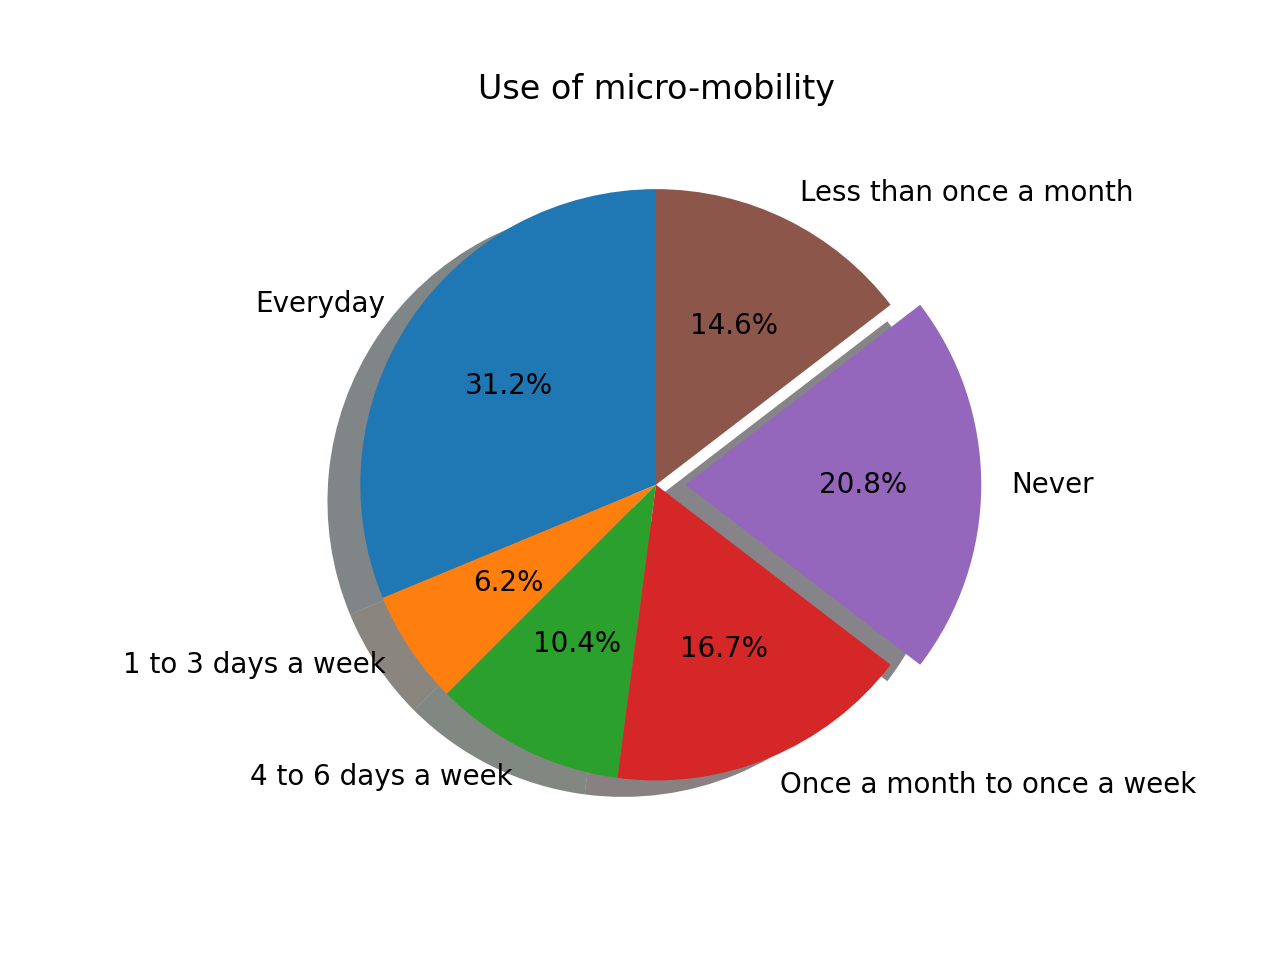 Use of micro-mobility
Less than once a month
Everyday
14.6%
31.2%
20.8%
Never
6.2%
10.4%
16.7%
1 to 3 days a week
4 to 6 days a week
Once a month to once a week